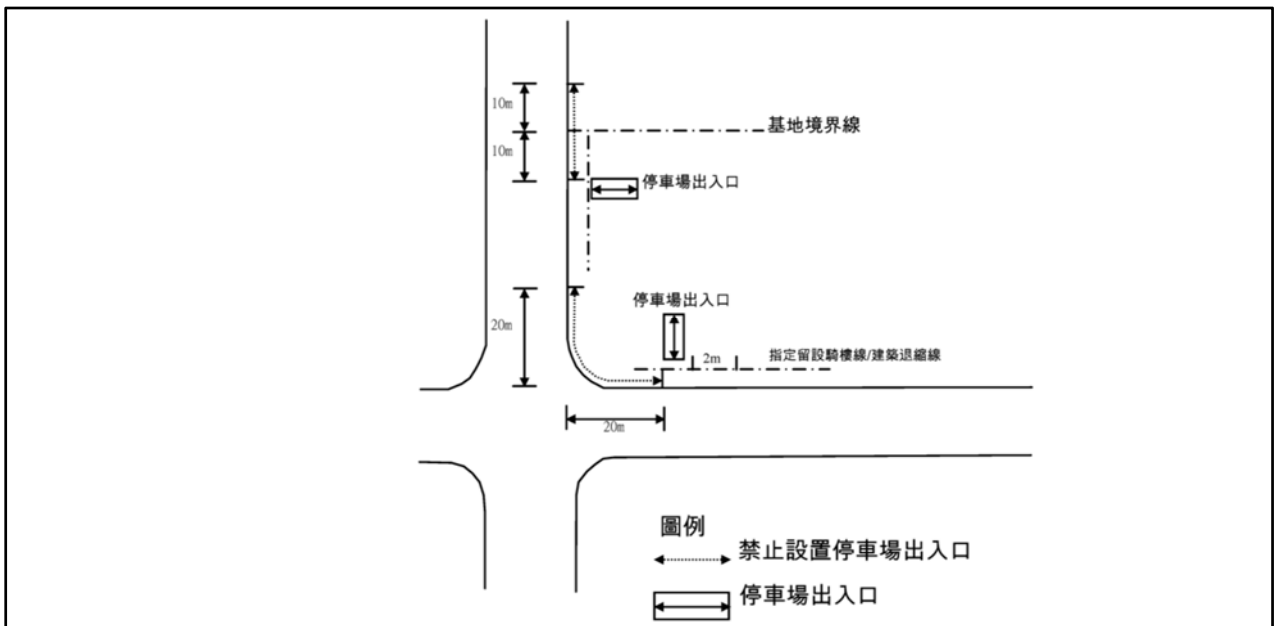 10m
基地境界線
10m
停車場出入口
停車場出入口
20m
2m
指定留設騎樓線/建築退縮線
20m
圖例
禁止設置停車場出入口
停車場出入口